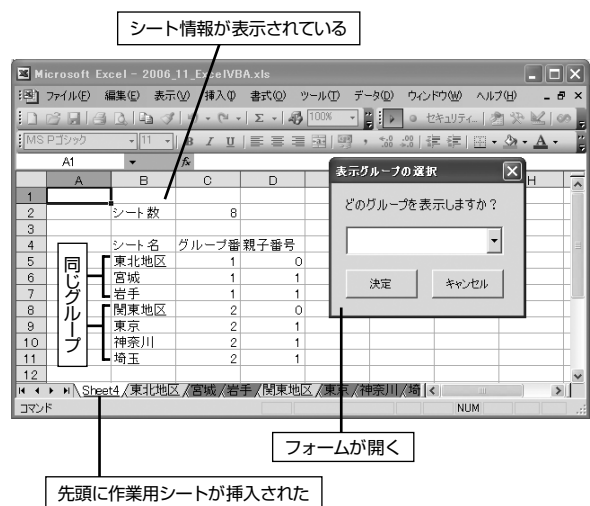 シート情報が表示されている
Microsoft Excel - 2006_11_ExcelVBA.xls
ファイル(F) 編集(E) 表示(V) 挿入(I) 書式(O) ツール(T) データ(D) ウィンドウ(W) ヘルプ(H)
100% セキュリティ...
MS Pゴシック 11 B I U
A1 fx
A B C D H
1
2 シート数 8
3
4 シート名 グループ番 親子番号
5 東北地区 1 0
6 宮城 1 1
7 岩手 1 1
8 関東地区 2 0
9 東京 2 1
10 神奈川 2 1
11 埼玉 2 1
12
同じグループ
表示グループの選択
どのグループを表示しますか？
決定 キャンセル
Sheet4 東北地区 宮城 岩手 関東地区 東京 神奈川 埼
コマンド NUM
フォームが開く
先頭に作業用シートが挿入された